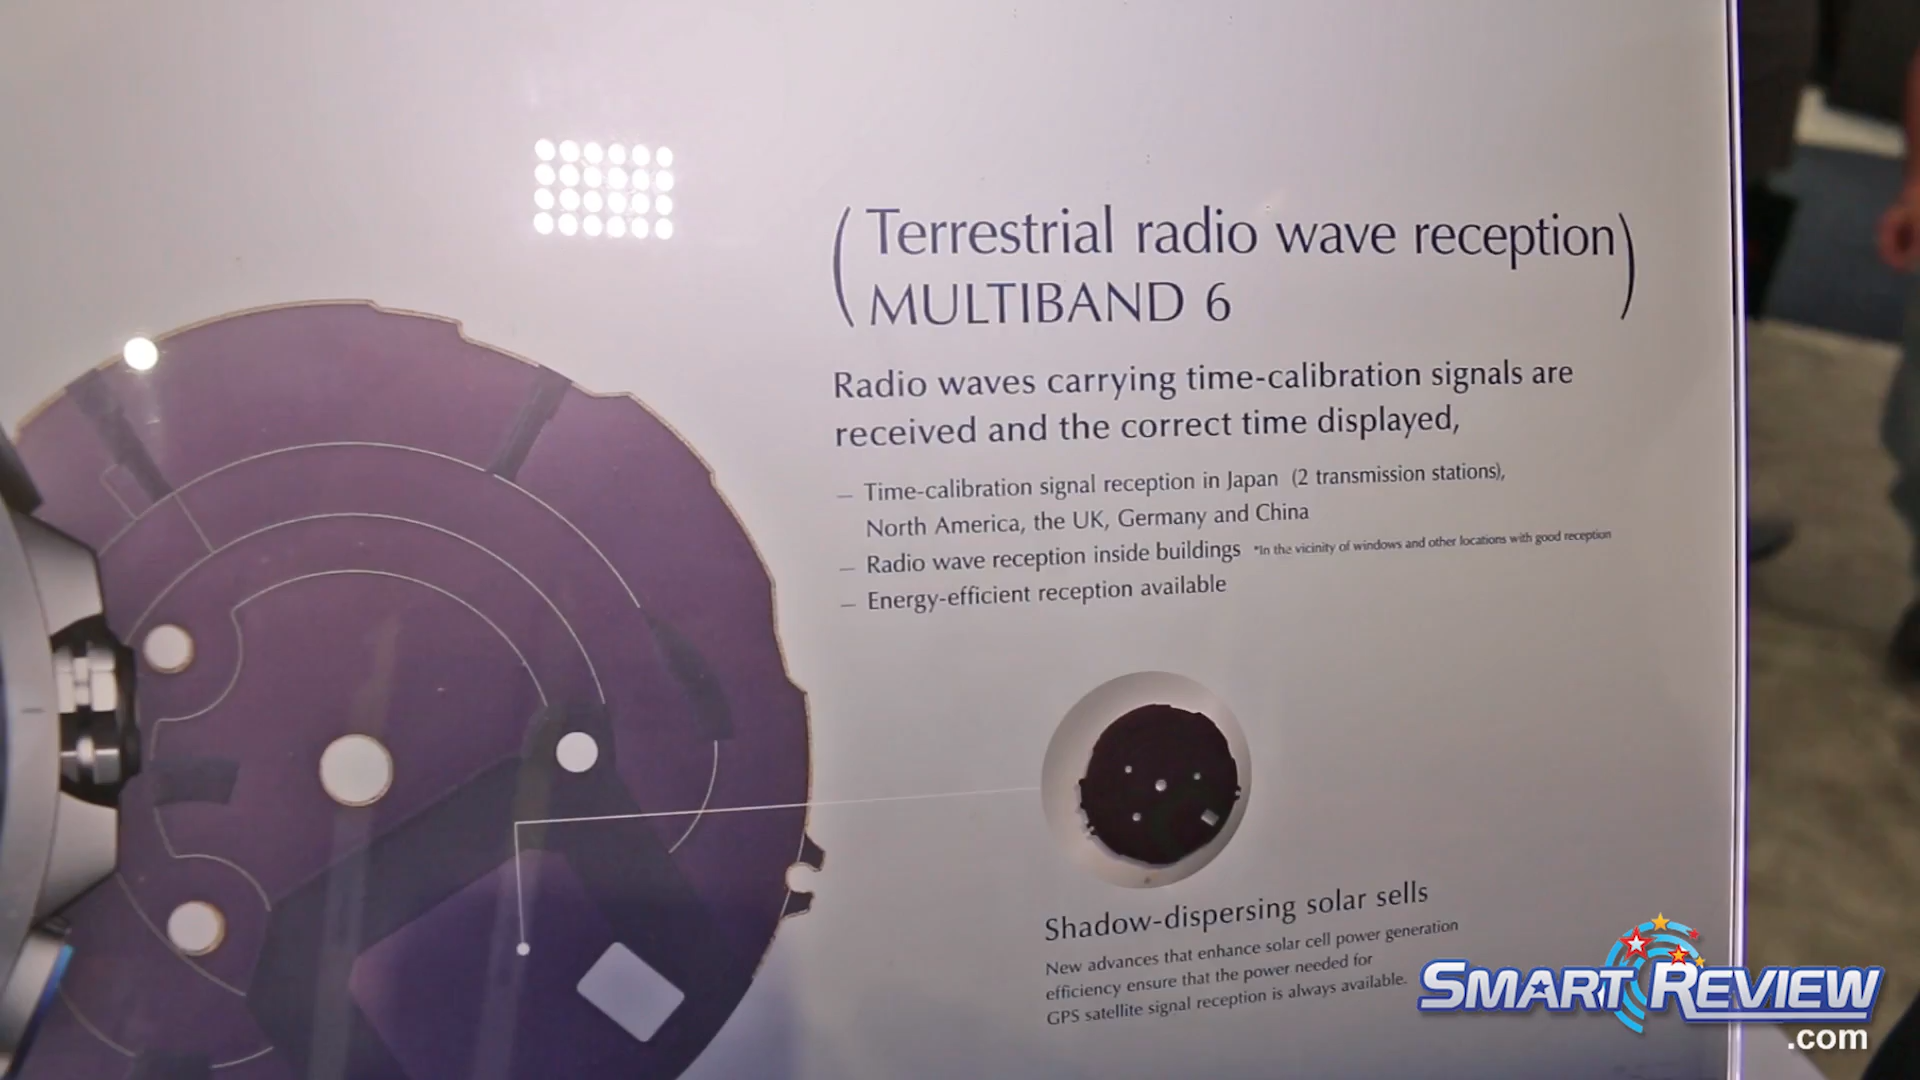 Terrestrial radio wave reception
MULTIBAND 6
Radio waves carrying time-calibration signals are
received and the correct time displayed,
— Time-calibration signal reception in Japan (2 transmission stations),
North America, the UK, Germany and China
— Radio wave reception inside buildings *In the vicinity of windows and other locations with good reception
— Energy-efficient reception available
Shadow-dispersing solar sells
New advances that enhance solar cell power generation
efficiency ensure that the power needed for
GPS satellite signal reception is always available.
SMART REVIEW
.com